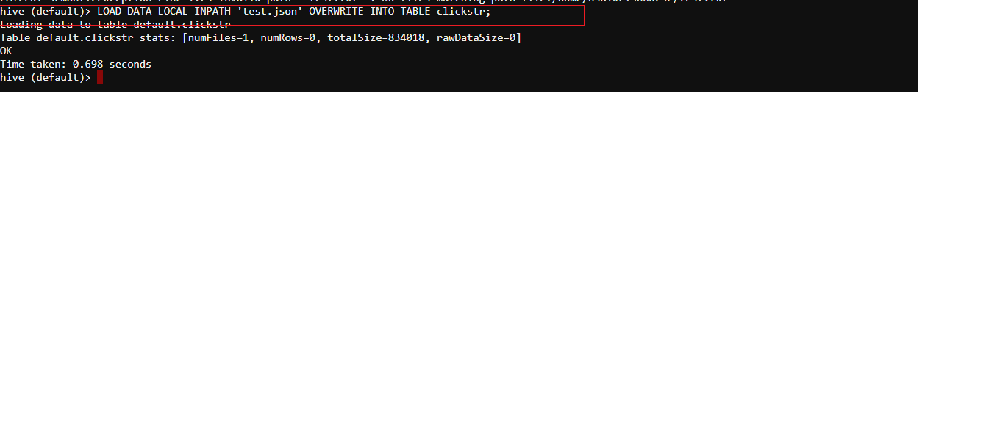 hive (default)> LOAD DATA LOCAL INPATH 'test.json' OVERWRITE INTO TABLE clickstr;
Loading data to table default.clickstr
Table default.clickstr stats: [numFiles=1, numRows=0, totalSize=834018, rawDataSize=0]
OK
Time taken: 0.698 seconds
hive (default)>